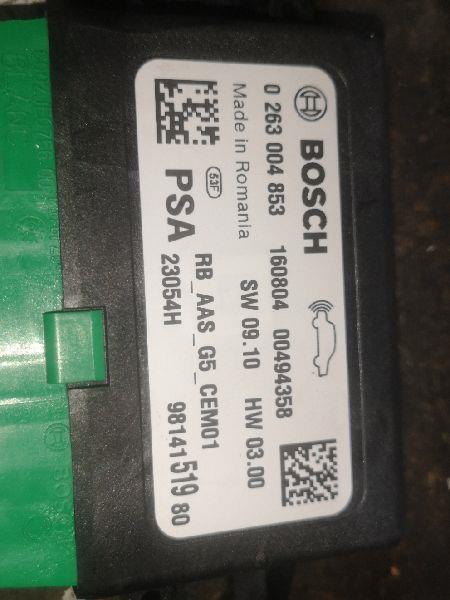 BOSCH
0 263 004 853 160804 00494358
Made in Romania SW 09.10 HW 03.00
53F
PSA RB_AAS_G5_CEM01
23054H 98141519 80